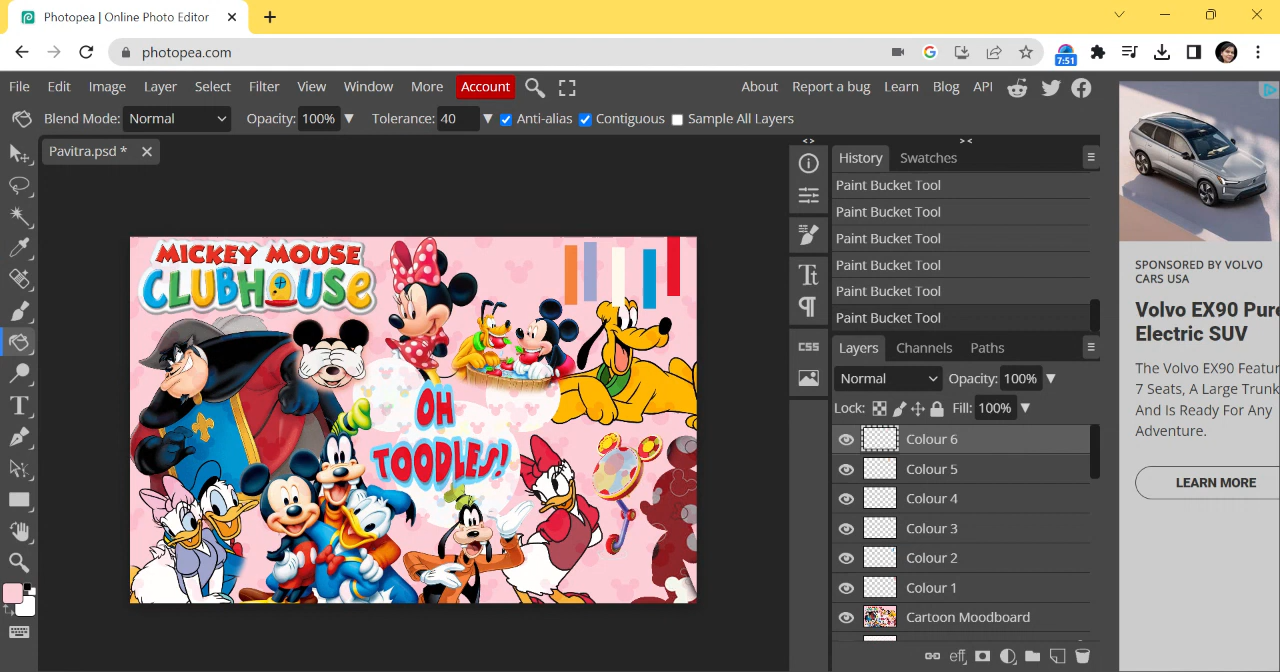 Photopea | Online Photo Editor
photopea.com
7:51
File Edit Image Layer Select Filter View Window More Account
About Report a bug Learn Blog API
Blend Mode: Normal Opacity: 100% Tolerance: 40 Anti-alias Contiguous Sample All Layers
Pavitra.psd *
<> ><
History Swatches
Paint Bucket Tool
Paint Bucket Tool
Paint Bucket Tool
Paint Bucket Tool
Paint Bucket Tool
Paint Bucket Tool
CSS
Layers Channels Paths
Normal Opacity: 100%
Lock: Fill: 100%
Colour 6
Colour 5
Colour 4
Colour 3
Colour 2
Colour 1
Cartoon Moodboard
eff
MICKEY MOUSE
CLUBHOUSE
OH
TOODLES!
SPONSORED BY VOLVO
CARS USA
Volvo EX90 Pure
Electric SUV
The Volvo EX90 Featur
7 Seats, A Large Trunk
And Is Ready For Any
Adventure.
LEARN MORE